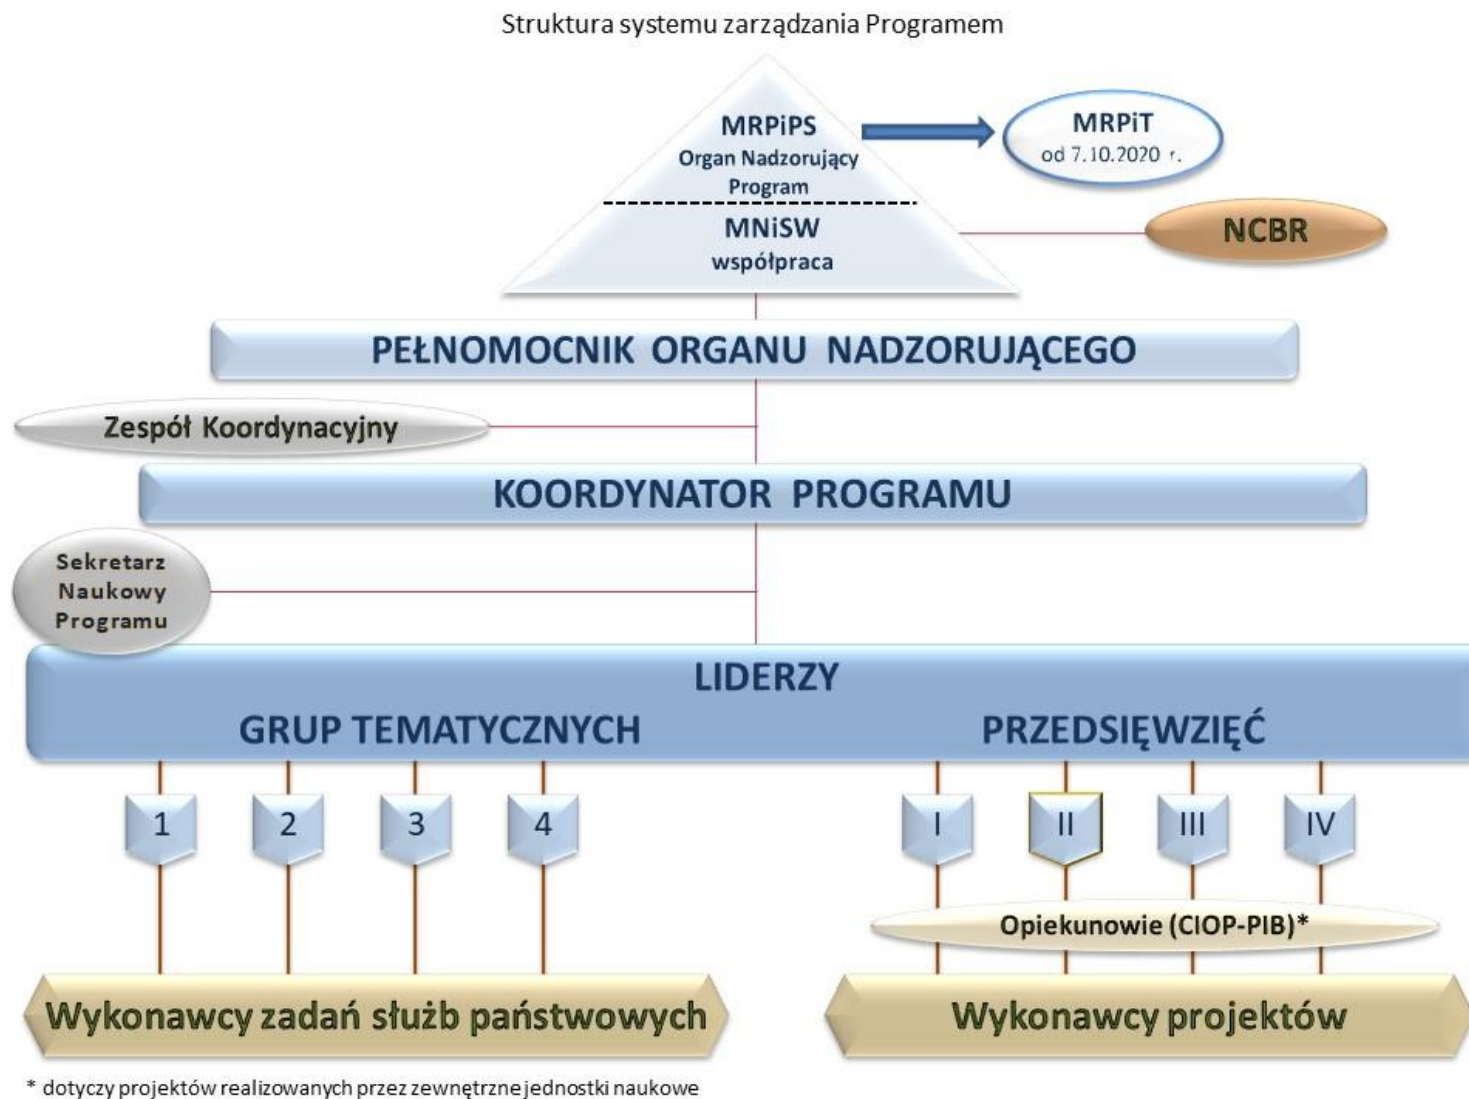 Struktura systemu zarządzania Programem
MRPiPS
Organ Nadzorujący
Program
MRPiT
od 7.10.2020 r.
MNiSW
współpraca
NCBR
PEŁNOMOCNIK ORGANU NADZORUJĄCEGO
Zespół Koordynacyjny
KOORDYNATOR PROGRAMU
Sekretarz
Naukowy
Programu
LIDERZY
GRUP TEMATYCZNYCH
PRZEDSIĘWZIĘĆ
1
2
3
4
I
II
III
IV
Opiekunowie (CIOP-PIB)*
Wykonawcy zadań służb państwowych
Wykonawcy projektów
* dotyczy projektów realizowanych przez zewnętrzne jednostki naukowe